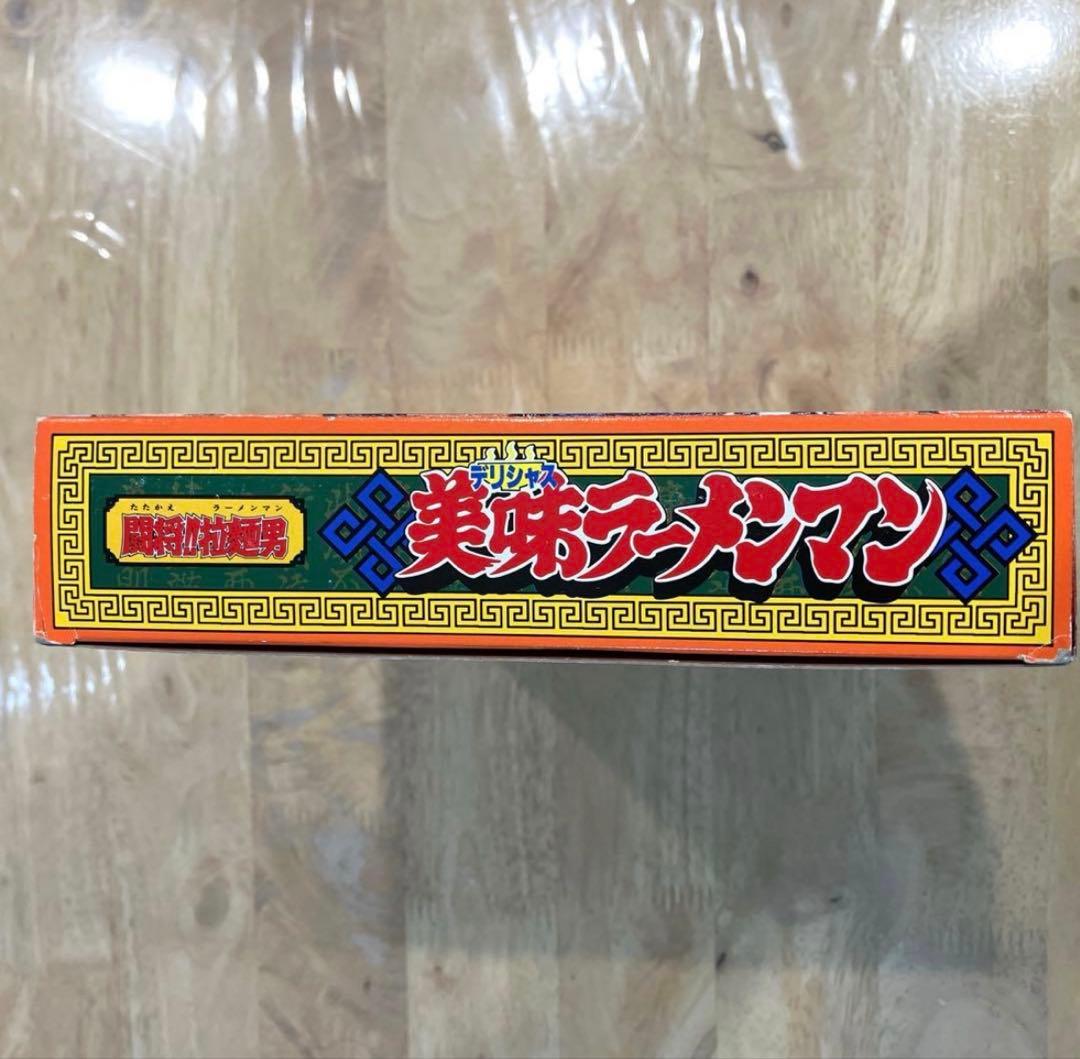 たたかえ ラーメンマン
闘将!!拉麺男
デリシャス
美味ラーメンマン